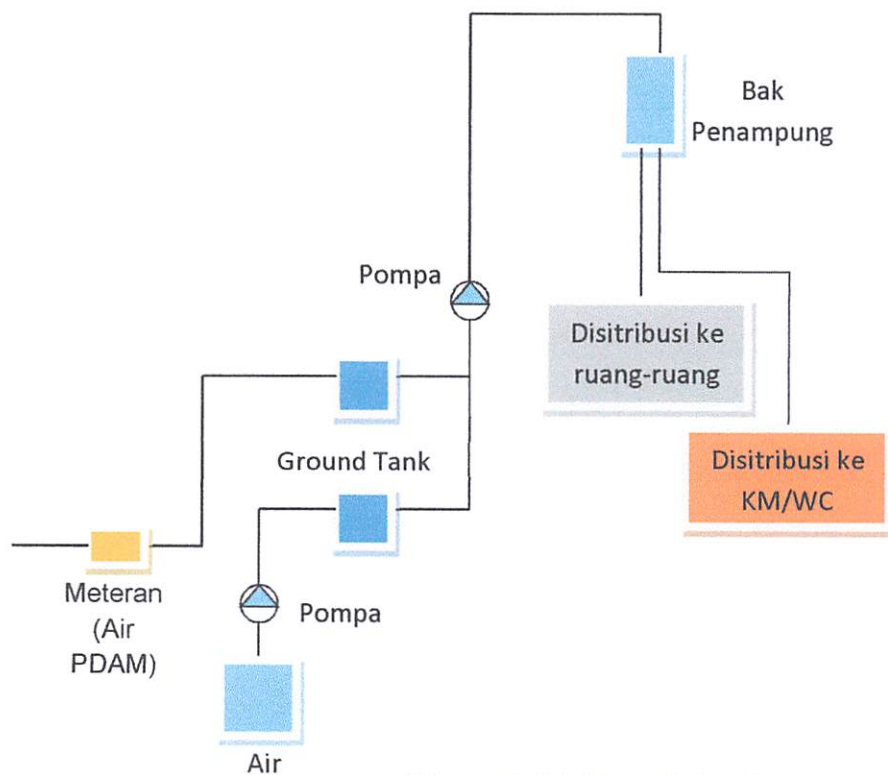 Bak
Penampung
Pompa
Disitribusi ke
ruang-ruang
Ground Tank
Disitribusi ke
KM/WC
Meteran
(Air
PDAM)
Pompa
Air